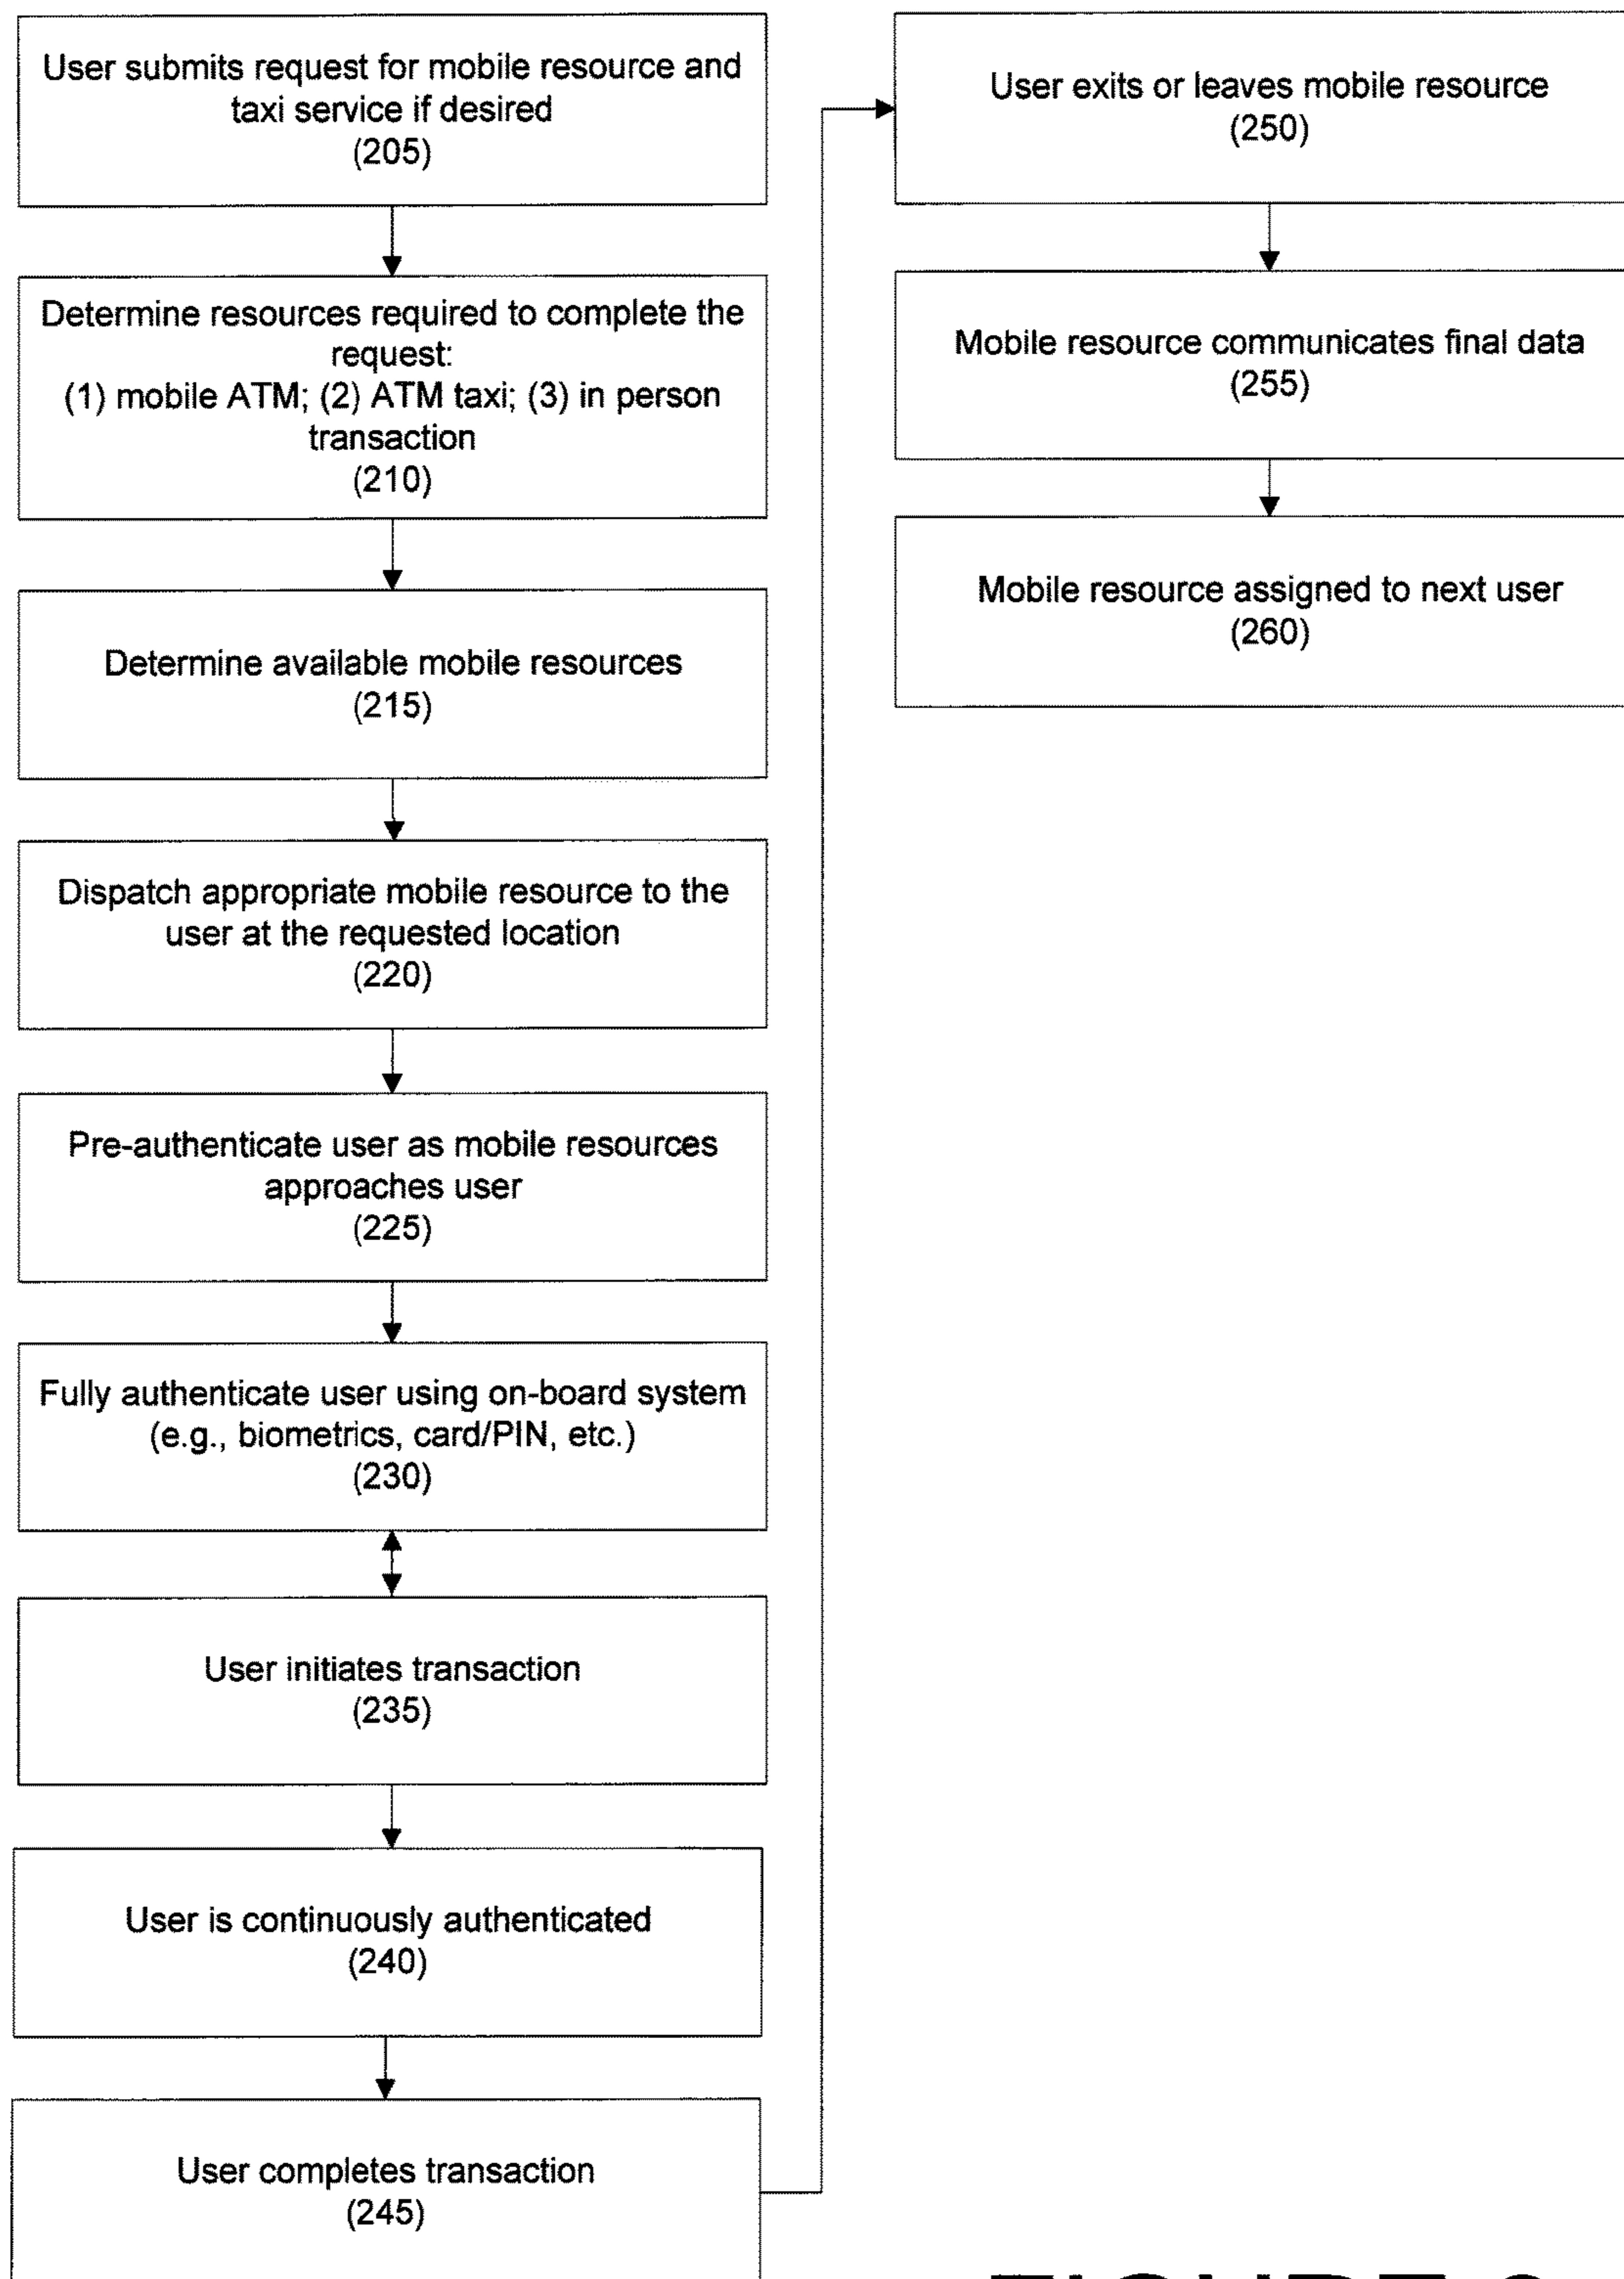 User submits request for mobile resource and
taxi service if desired
(205)
Determine resources required to complete the
request:
(1) mobile ATM; (2) ATM taxi; (3) in person
transaction
(210)
Determine available mobile resources
(215)
Dispatch appropriate mobile resource to the
user at the requested location
(220)
Pre-authenticate user as mobile resources
approaches user
(225)
Fully authenticate user using on-board system
(e.g., biometrics, card/PIN, etc.)
(230)
User initiates transaction
(235)
User is continuously authenticated
(240)
User completes transaction
(245)
User exits or leaves mobile resource
(250)
Mobile resource communicates final data
(255)
Mobile resource assigned to next user
(260)